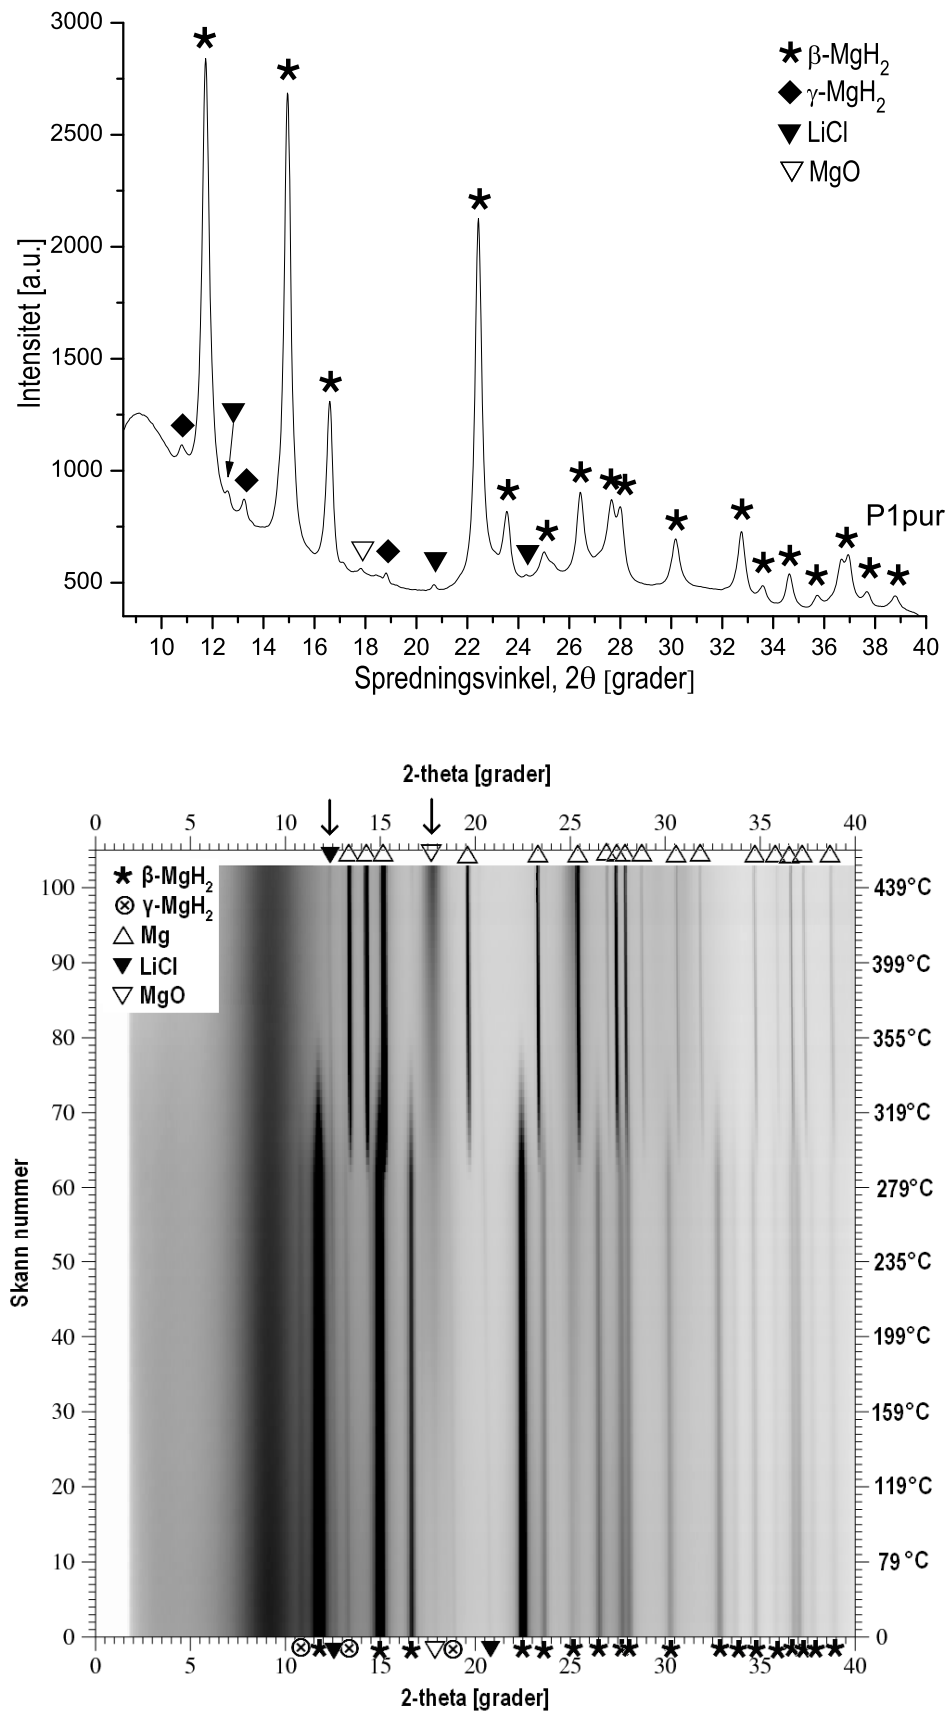 3000
2500
2000
1500
1000
500
Intensitet [a.u.]
β-MgH2
γ-MgH2
LiCl
MgO
P1pur
10 12 14 16 18 20 22 24 26 28 30 32 34 36 38 40
Spredningsvinkel, 2θ [grader]
2-theta [grader]
0 5 10 15 20 25 30 35 40
β-MgH2
γ-MgH2
Mg
LiCl
MgO
100 439°C
90 399°C
80 355°C
70 319°C
60 279°C
50 235°C
40 199°C
30 159°C
20 119°C
10 79°C
0 0
Skann nummer
0 5 10 15 20 25 30 35 40
2-theta [grader]